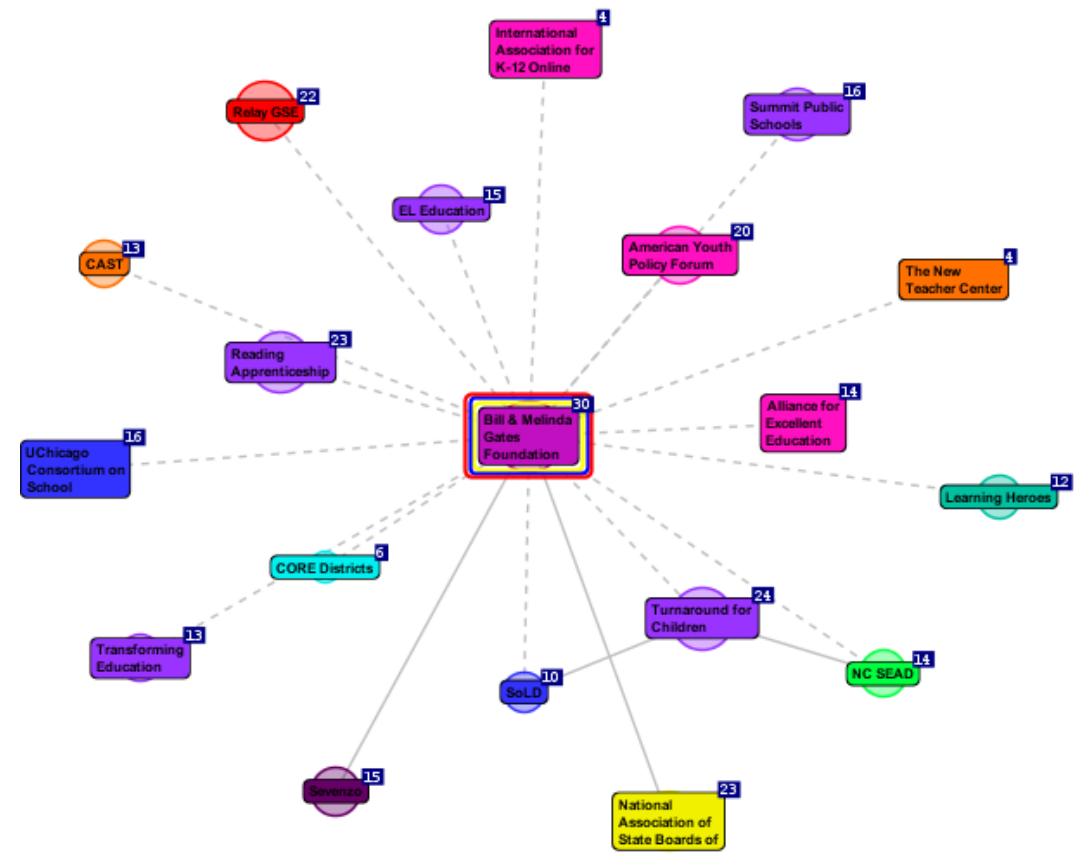 4
International
Association for
K-12 Online
22
Relay GSE
16
Summit Public
Schools
15
EL Education
20
American Youth
Policy Forum
13
CAST
4
The New
Teacher Center
23
Reading
Apprenticeship
30
Bill & Melinda
Gates
Foundation
14
Alliance for
Excellent
Education
16
UChicago
Consortium on
School
12
Learning Heroes
6
CORE Districts
24
Turnaround for
Children
13
Transforming
Education
10
SoLD
14
NC SEAD
15
Sevenzo
23
National
Association of
State Boards of